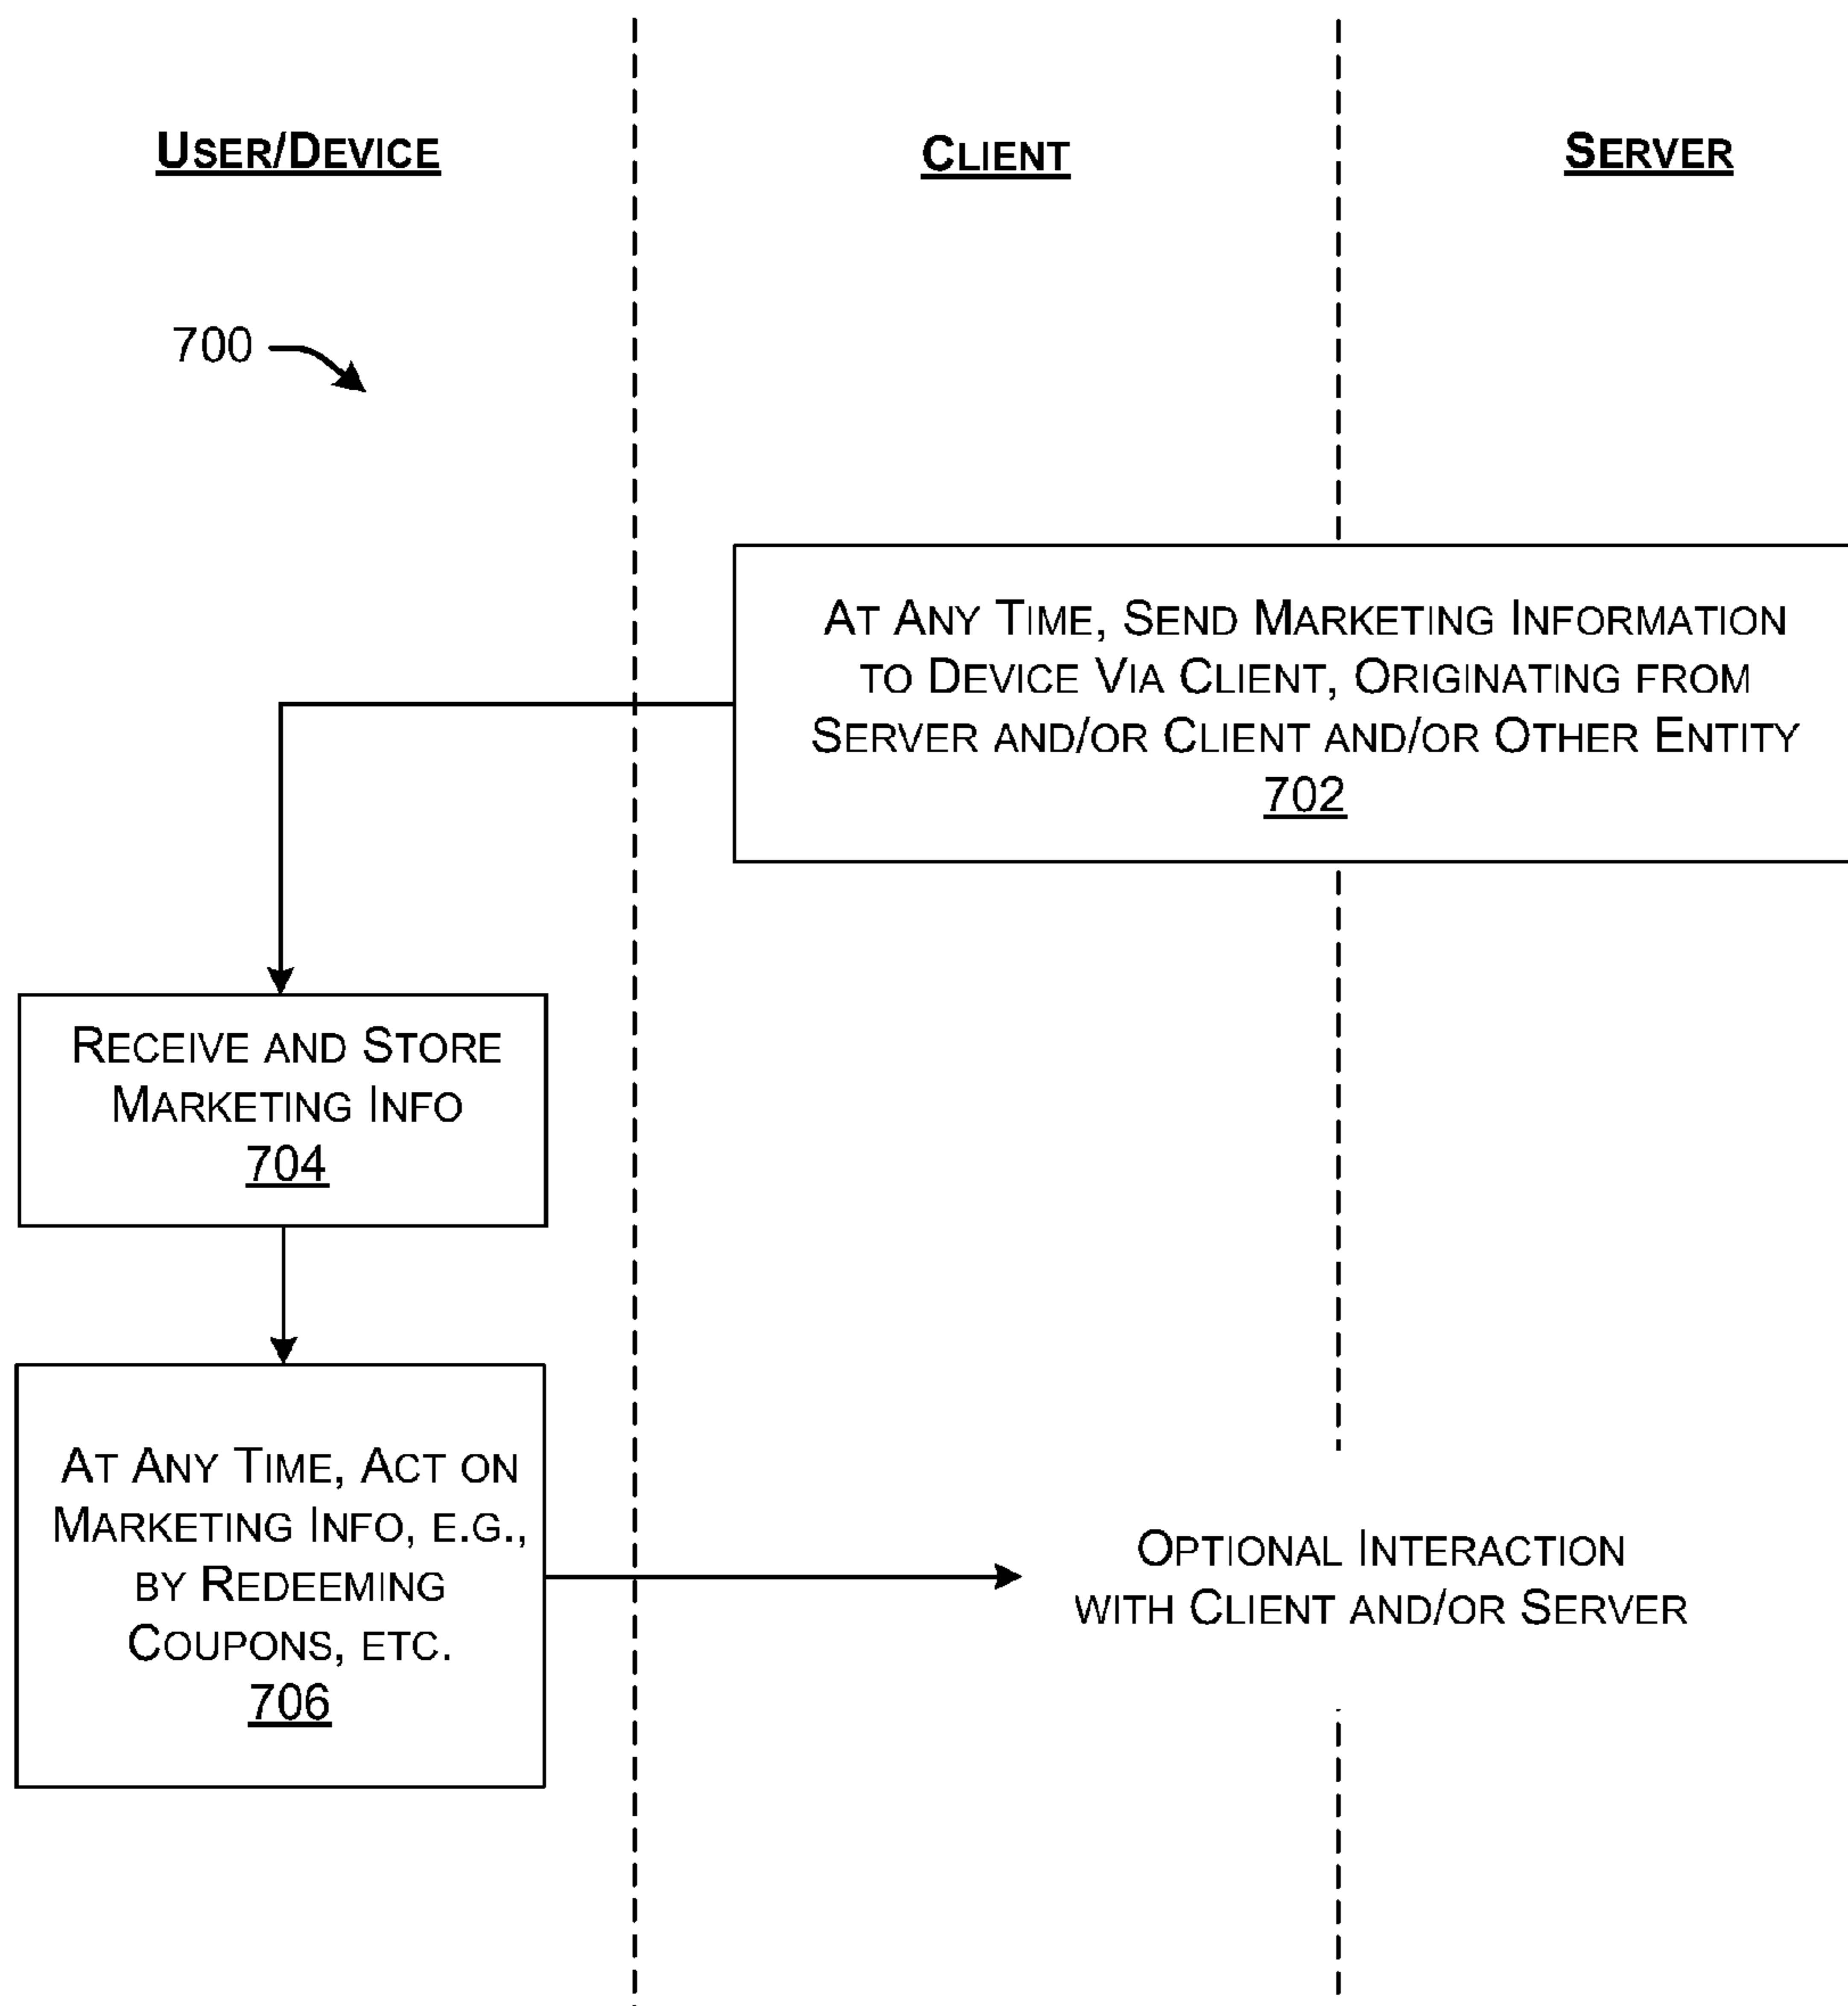 USER/DEVICE
CLIENT
SERVER
700
AT ANY TIME, SEND MARKETING INFORMATION
TO DEVICE VIA CLIENT, ORIGINATING FROM
SERVER AND/OR CLIENT AND/OR OTHER ENTITY
702
RECEIVE AND STORE
MARKETING INFO
704
AT ANY TIME, ACT ON
MARKETING INFO, E.G.,
BY REDEEMING
COUPONS, ETC.
706
OPTIONAL INTERACTION
WITH CLIENT AND/OR SERVER